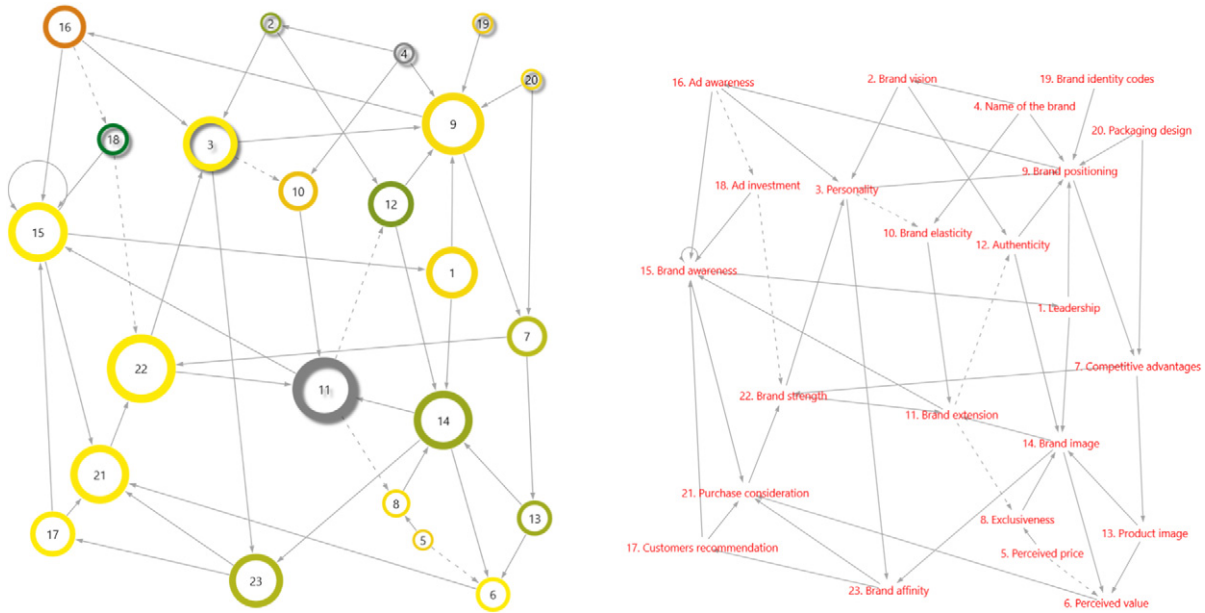 16
2
4
19
20
9
18
3
10
12
15
1
7
22
11
14
21
8
13
17
5
23
6
16. Ad awareness
2. Brand vision
19. Brand identity codes
4. Name of the brand
20. Packaging design
9. Brand positioning
18. Ad investment
3. Personality
10. Brand elasticity
12. Authenticity
15. Brand awareness
1. Leadership
7. Competitive advantages
22. Brand strength
11. Brand extension
14. Brand image
21. Purchase consideration
8. Exclusiveness
13. Product image
17. Customers recommendation
5. Perceived price
23. Brand affinity
6. Perceived value